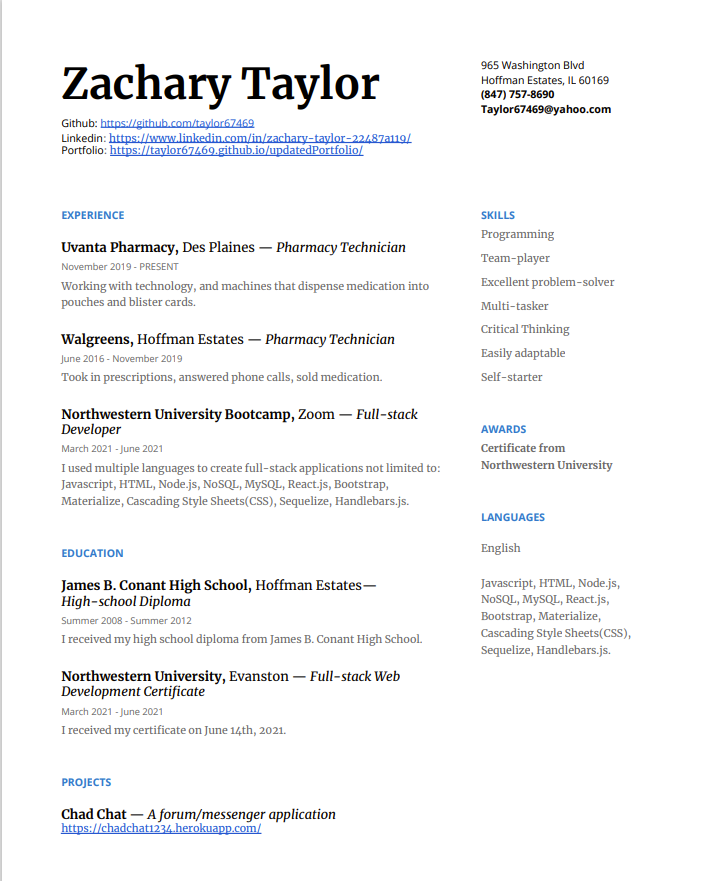 Zachary Taylor
Github: https://github.com/taylor67469
Linkedin: https://www.linkedin.com/in/zachary-taylor-22487a119/
Portfolio: https://taylor67469.github.io/updatedPortfolio/
965 Washington Blvd
Hoffman Estates, IL 60169
(847) 757-8690
Taylor67469@yahoo.com
EXPERIENCE
Uvanta Pharmacy, Des Plaines — Pharmacy Technician
November 2019 - PRESENT
Working with technology, and machines that dispense medication into
pouches and blister cards.
Walgreens, Hoffman Estates — Pharmacy Technician
June 2016 - November 2019
Took in prescriptions, answered phone calls, sold medication.
Northwestern University Bootcamp, Zoom — Full-stack
Developer
March 2021 - June 2021
I used multiple languages to create full-stack applications not limited to:
Javascript, HTML, Node.js, NoSQL, MySQL, React.js, Bootstrap,
Materialize, Cascading Style Sheets(CSS), Sequelize, Handlebars.js.
EDUCATION
James B. Conant High School, Hoffman Estates—
High-school Diploma
Summer 2008 - Summer 2012
I received my high school diploma from James B. Conant High School.
Northwestern University, Evanston — Full-stack Web
Development Certificate
March 2021 - June 2021
I received my certificate on June 14th, 2021.
PROJECTS
Chad Chat — A forum/messenger application
https://chadchat1234.herokuapp.com/
SKILLS
Programming
Team-player
Excellent problem-solver
Multi-tasker
Critical Thinking
Easily adaptable
Self-starter
AWARDS
Certificate from
Northwestern University
LANGUAGES
English
Javascript, HTML, Node.js,
NoSQL, MySQL, React.js,
Bootstrap, Materialize,
Cascading Style Sheets(CSS),
Sequelize, Handlebars.js.